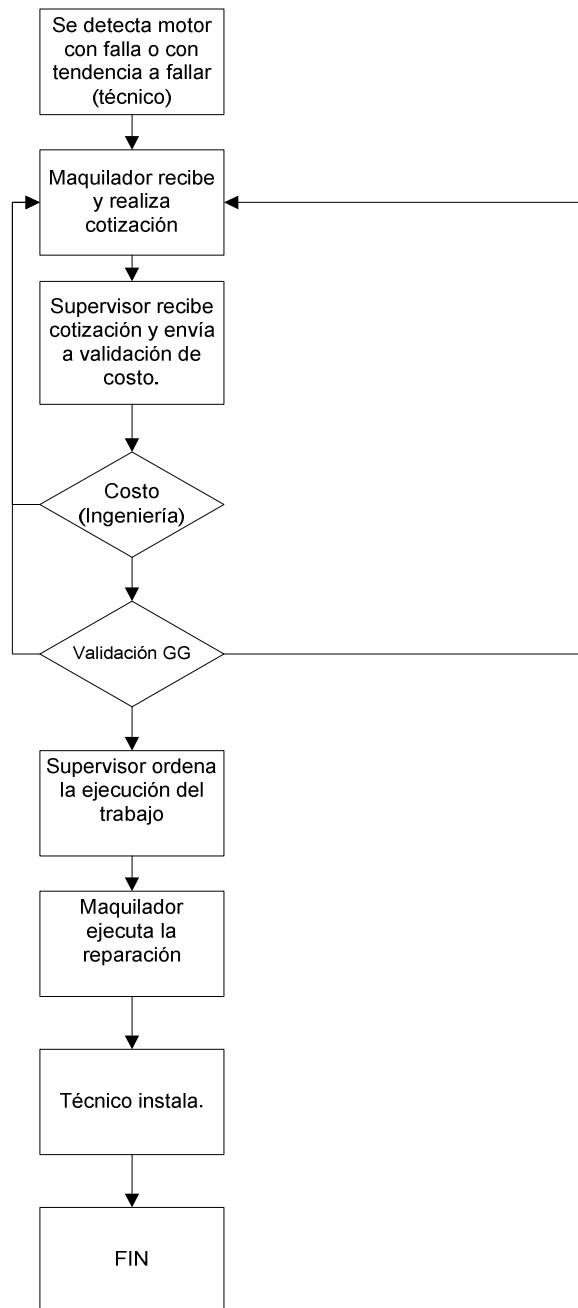 Se detecta motor
con falla o con
tendencia a fallar
(técnico)
Maquilador recibe
y realiza
cotización
Supervisor recibe
cotización y envía
a validación de
costo.
Costo
(Ingeniería)
Validación GG
Supervisor ordena
la ejecución del
trabajo
Maquilador
ejecuta la
reparación
Técnico instala.
FIN